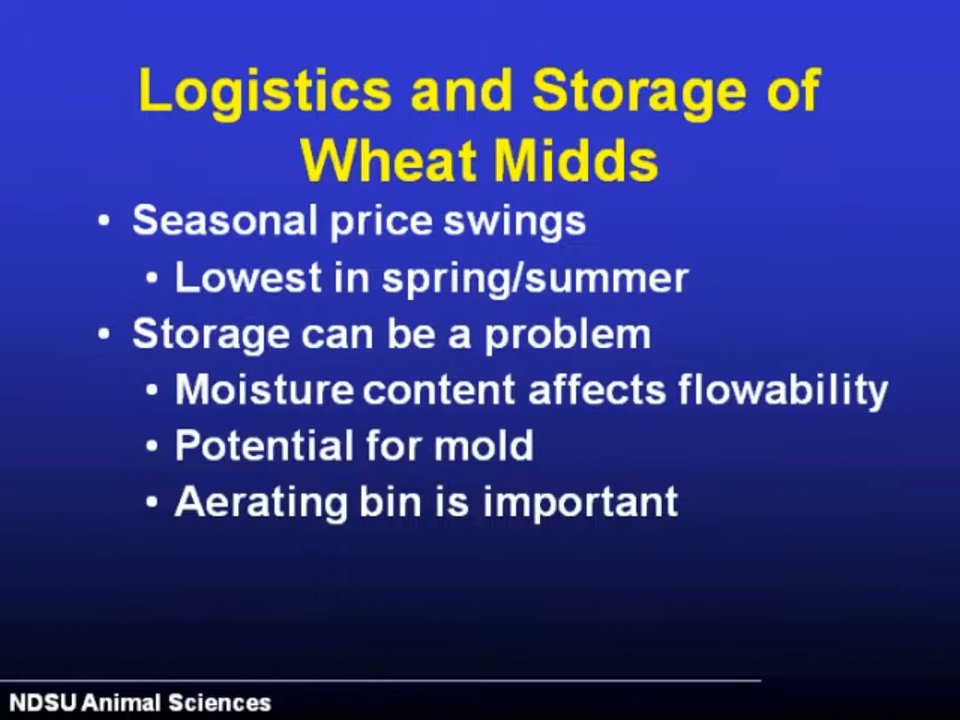 Logistics and Storage of
Wheat Midds
• Seasonal price swings
• Lowest in spring/summer
• Storage can be a problem
• Moisture content affects flowability
• Potential for mold
• Aerating bin is important
NDSU Animal Sciences